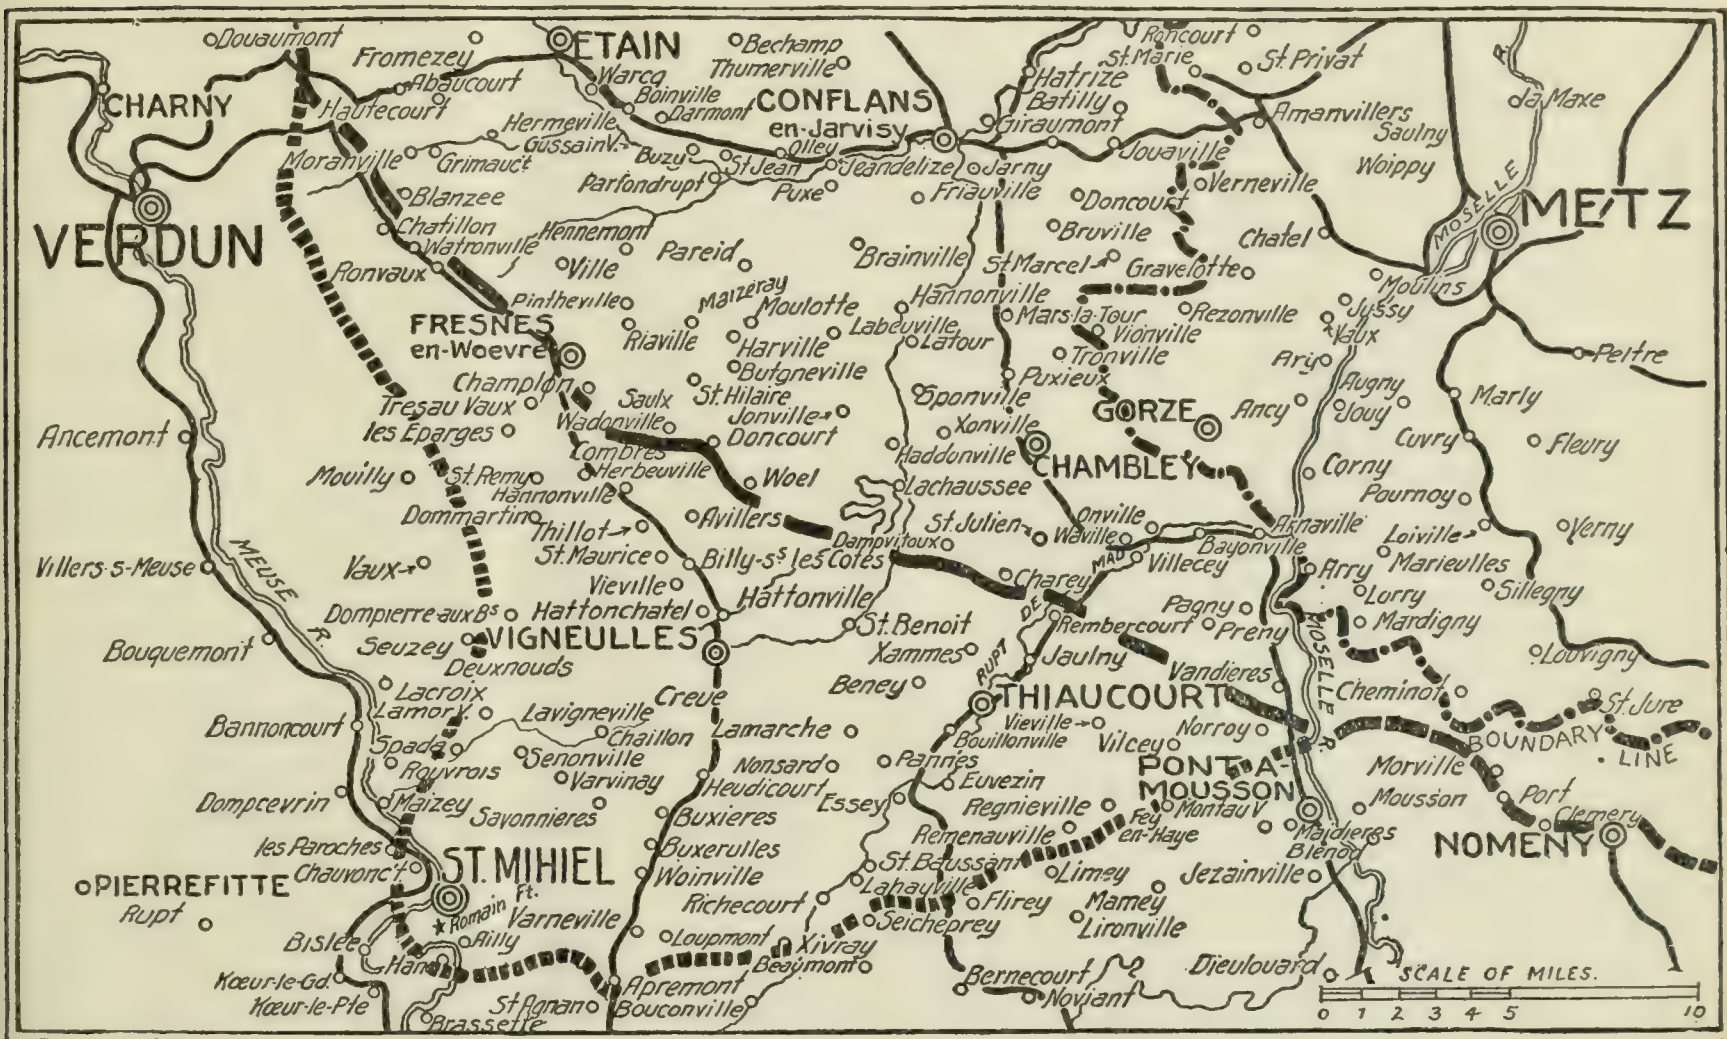 Douaumont
Fromezey
ETAIN
Bechamp
Thumerville
Roncourt
St. Marie
St. Privat
Warcq
Abaucourt
Boinville
Hatrize
CHARNY
Hautecourt
Darmont
CONFLANS
en-Jarvisy
Batilly
Giraumont
Amanvillers
da Maxe
Saulny
Woippy
Hermeville
Gussain V.
Buzy
Olley
St Jean
Jeandelize
Jarny
Jouaville
Moranville
Grimauc't
Parfondrupt
Puxe
Friauville
Verneville
Blanzee
Doncourt
MOSELLE
METZ
VERDUN
Chatillon
Watronville
Hennemont
Pareid
Brainville
Bruville
Chatel
Ronvaux
Ville
St Marcel
Gravelotte
Moulins
Pintheville
Maizeray
Moulotte
Hannonville
Mars-la-Tour
Rezonville
Jussy
Vaux
FRESNES
en-Woevre
Riaville
Harville
Labeuville
Latour
Vionville
Tronville
Ary
Peltre
Butgneville
Puxieux
Augny
Champlon
Saulx
St. Hilaire
Sponville
GORZE
Ancy
Jouy
Marly
Tresau Vaux
Wadonville
Jonville
Doncourt
Xonville
Cuvry
Fleury
Ancemont
les Eparges
Combres
Herbeuville
Haddonville
CHAMBLEY
Corny
Mouilly
St. Remy
Hannonville
Woel
Lachaussee
Pournoy
Dommartin
Thillot
Avillers
St. Julien
Onville
Waville
Arnaville
Bayonville
Loiville
Verny
Dampvitoux
MAD
MEUSE
R.
Villers-s-Meuse
Vaux
St. Maurice
Billy-ss les Cotes
Charey
Villecey
Arry
Marieulles
Sillegny
Vieville
Hattonville
DE
Lorry
Dompierre-aux Bs
Hattonchatel
St. Benoit
Rembercourt
Pagny
Preny
Mardigny
Bouquemont
Seuzey
VIGNEULLES
Deuxnouds
Xammes
RUPT
Jaulny
Vandieres
MOSELLE
R.
Louvigny
Lacroix
Creue
Beney
THIAUCOURT
Cheminot
St. Jure
Lamor V.
Lavigneville
Chaillon
Lamarche
Vieville
Bouillonville
Vilcey
Norroy
BOUNDARY
LINE
Bannoncourt
Spada
Senonville
Nonsard
Pannes
PONT-A-
MOUSSON
Morville
Rouvrois
Varvinay
Heudicourt
Euvezin
Port
Dompcevrin
Maizey
Savonnieres
Buxieres
Essey
Regnieville
Fey
en-Haye
Montau V
Mousson
Clemery
les Paroches
Buxerulles
Remenauville
Maidieres
Blenod
NOMENY
Chauvonc't
ST. MIHIEL
Woinville
St. Baussant
Limey
Jezainville
PIERREFITTE
Rupt
Romain Ft.
Varneville
Richecourt
Lahayville
Flirey
Mamey
Lironville
Seicheprey
Bislee
Ailly
Loupmont
Xivray
Beaumont
Han
Kœur-le-Gd.
Kœur-le-Pte
Apremont
Bernecourt
Noviant
Dieulouard
SCALE OF MILES.
St Agnan
Bouconville
Brassette
0 1 2 3 4 5 10